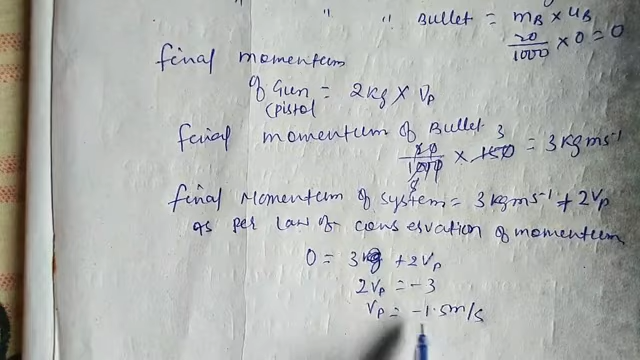 " " Bullet = mB × uB
20/1000 × 0 = 0
final momentum
of Gun = 2kg × Vp
(pistol
final momentum of Bullet
20/1000 × 150 = 3 kgms⁻¹
3
final Momentum of system = 3 kgms⁻¹ + 2Vp
as per law of conservation of momentum
0 = 3 + 2Vp
2Vp = -3
Vp = -1.5m/s